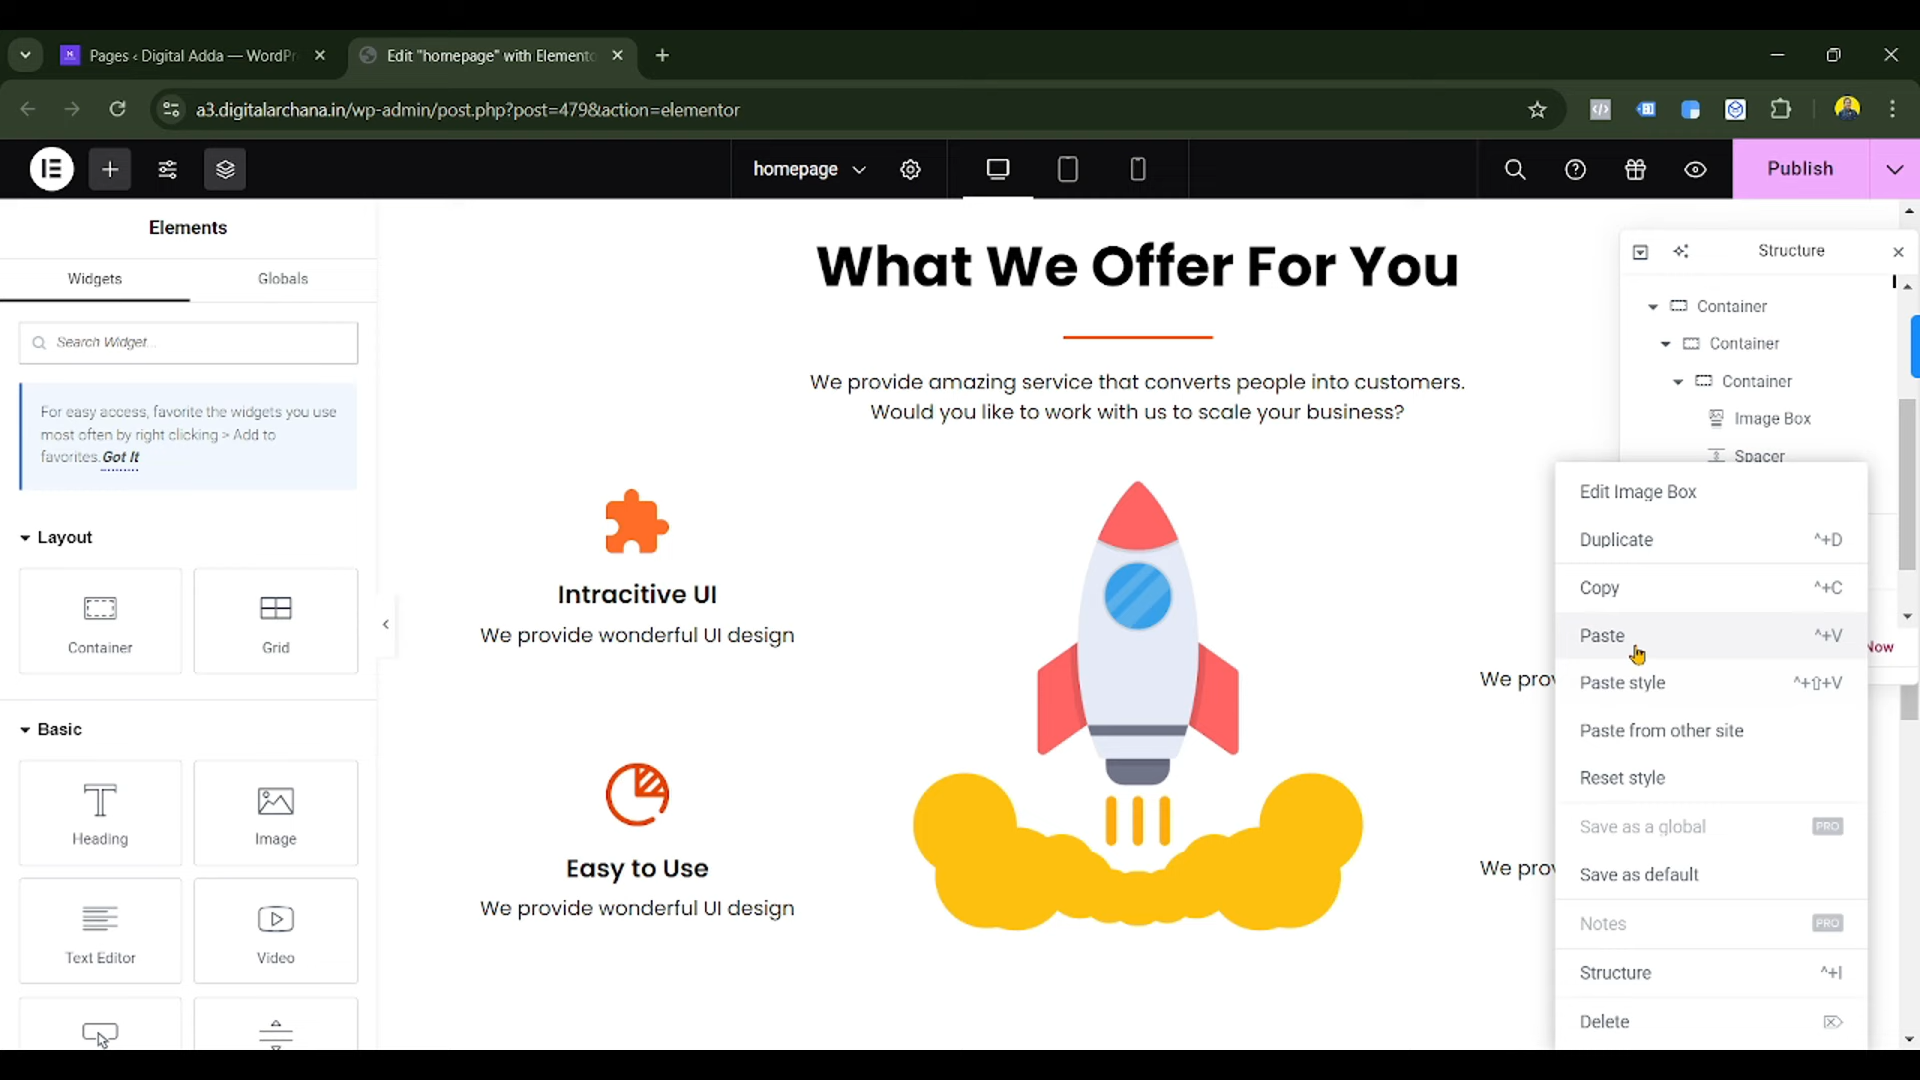 Pages ‹ Digital Adda — WordPr
Edit "homepage" with Elemento
a3.digitalarchana.in/wp-admin/post.php?post=479&action=elementor
homepage
Publish
Elements
Widgets
Globals
Search Widget...
For easy access, favorite the widgets you use
most often by right clicking > Add to
favorites. Got It
Layout
Container
Grid
Basic
Heading
Image
Text Editor
Video
What We Offer For You
We provide amazing service that converts people into customers.
Would you like to work with us to scale your business?
Intracitive UI
We provide wonderful UI design
Easy to Use
We provide wonderful UI design
We prov
We prov
Structure
Container
Container
Container
Image Box
Spacer
Now
Edit Image Box
Duplicate ^+D
Copy ^+C
Paste ^+V
Paste style ^+⇧+V
Paste from other site
Reset style
Save as a global PRO
Save as default
Notes PRO
Structure ^+I
Delete ⌦